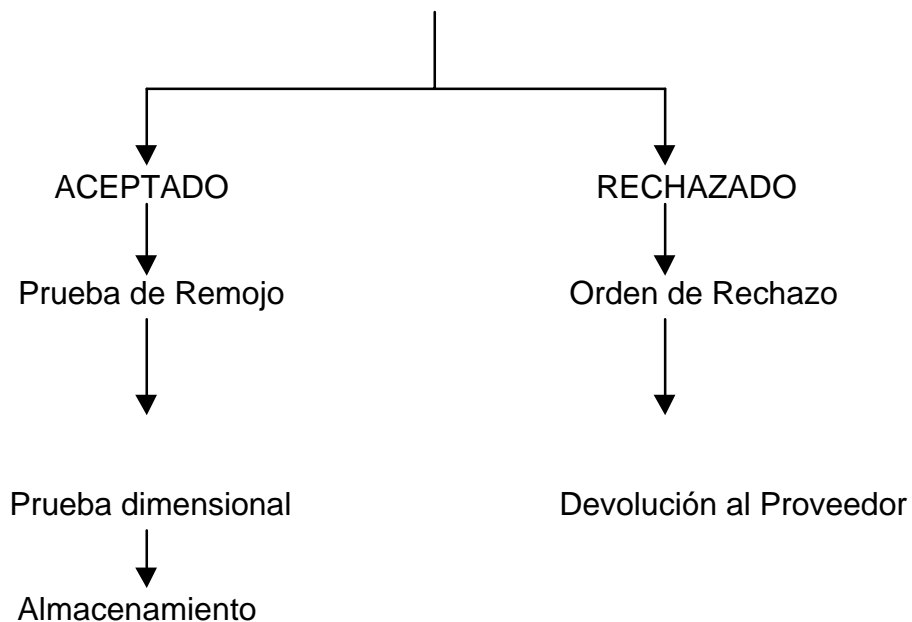 ACEPTADO
RECHAZADO
Prueba de Remojo
Orden de Rechazo
Prueba dimensional
Devolución al Proveedor
Almacenamiento